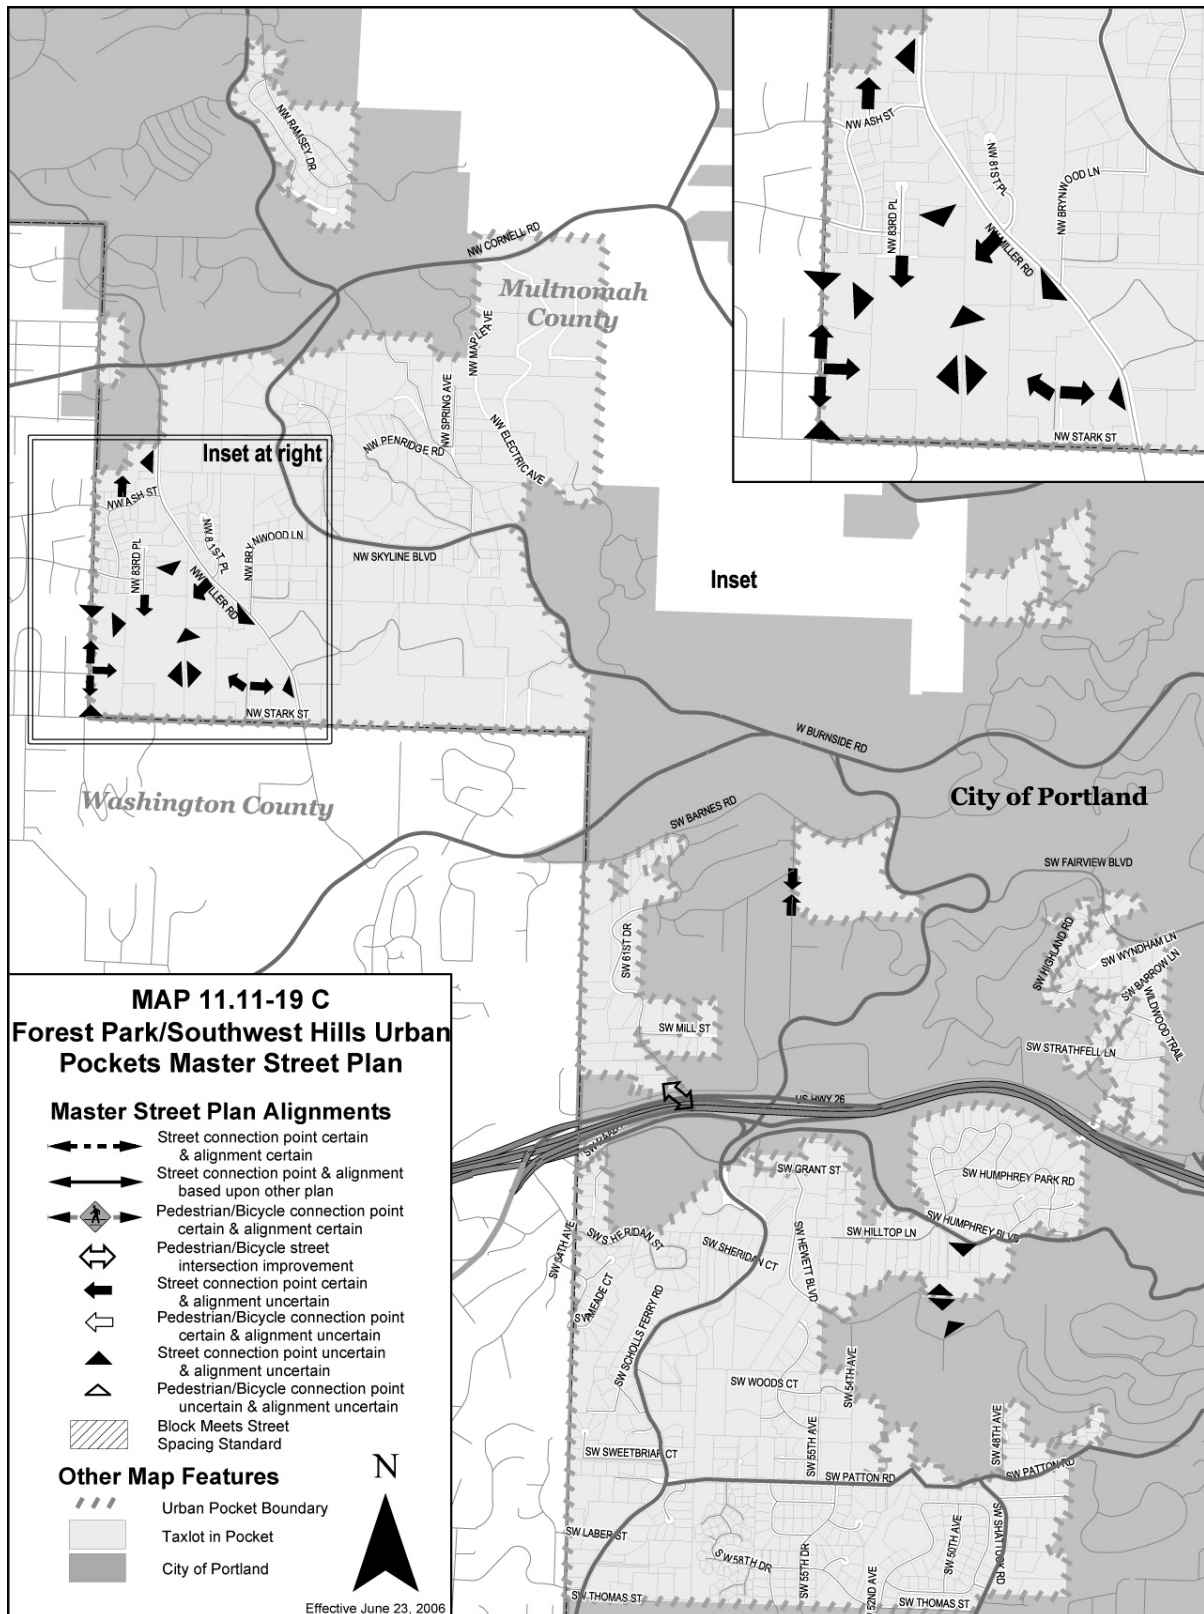 NW RAMSEY DR
NW CORNELL RD
Multnomah
County
NW MAPLE AVE
NW SPRING AVE
NW PENRIDGE RD
NW ELECTRIC AVE
Inset at right
NW ASH ST
NW 83RD PL
NW 81ST PL
NW BRYNWOOD LN
NW MILLER RD
NW SKYLINE BLVD
NW STARK ST
NW ASH ST
NW 81ST PL
NW BRYNWOOD LN
NW 83RD PL
NW MILLER RD
NW STARK ST
Inset
Washington County
W BURNSIDE RD
City of Portland
SW BARNES RD
SW FAIRVIEW BLVD
SW 61ST DR
SW HIGHLAND RD
SW WYNDHAM LN
SW BARROW LN
WILDWOOD TRAIL
SW MILL ST
SW STRATHFELL LN
US HWY 26
SW GRANT ST
SW HUMPHREY PARK RD
SW HUMPHREY BLVD
SW HILLTOP LN
SW HEWETT BLVD
SW SHERIDAN ST
SW SHERIDAN CT
SW 64TH AVE
SW MEADE CT
SW SCHOLLS FERRY RD
SW WOODS CT
SW 54TH AVE
SW 55TH AVE
SW 48TH AVE
SW SWEETBRIAR CT
SW PATTON RD
SW PATTON RD
SW LABER ST
SW 58TH DR
SW 55TH DR
SW 50TH AVE
SW SHATTUCK RD
52ND AVE
SW THOMAS ST
SW THOMAS ST
MAP 11.11-19 C
Forest Park/Southwest Hills Urban
Pockets Master Street Plan
Master Street Plan Alignments
Street connection point certain
& alignment certain
Street connection point & alignment
based upon other plan
Pedestrian/Bicycle connection point
certain & alignment certain
Pedestrian/Bicycle street
intersection improvement
Street connection point certain
& alignment uncertain
Pedestrian/Bicycle connection point
certain & alignment uncertain
Street connection point uncertain
& alignment uncertain
Pedestrian/Bicycle connection point
uncertain & alignment uncertain
Block Meets Street
Spacing Standard
Other Map Features
N
Urban Pocket Boundary
Taxlot in Pocket
City of Portland
Effective June 23, 2006